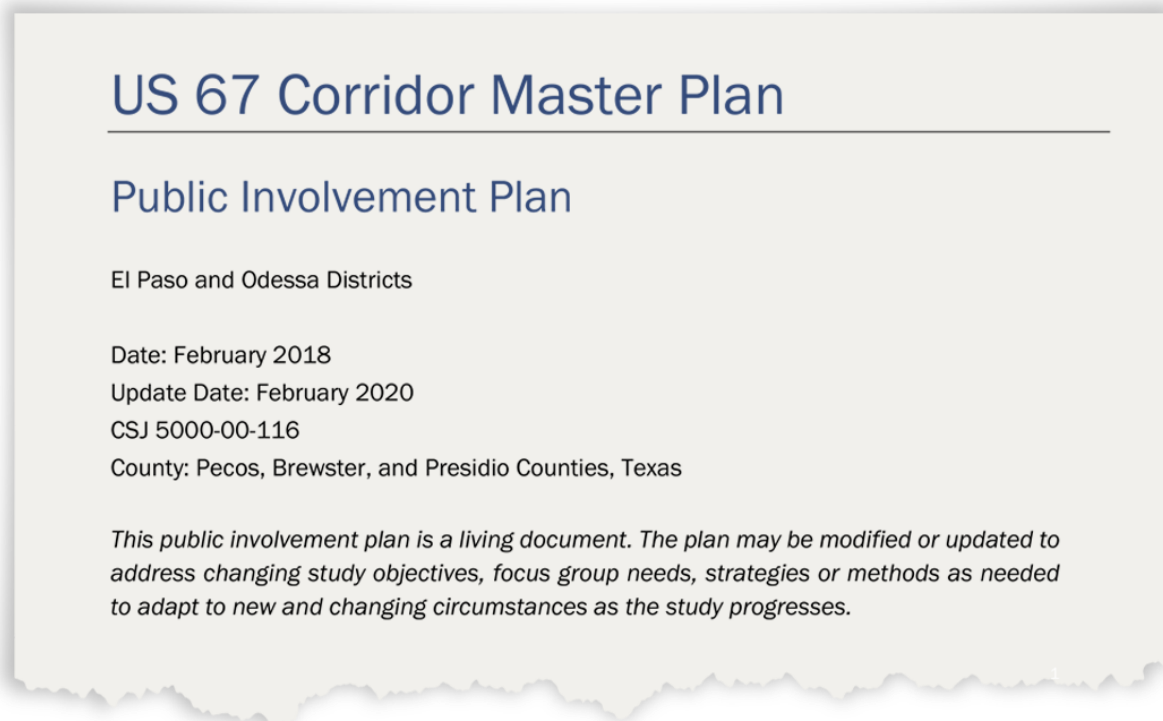 US 67 Corridor Master Plan
Public Involvement Plan
El Paso and Odessa Districts
Date: February 2018
Update Date: February 2020
CSJ 5000-00-116
County: Pecos, Brewster, and Presidio Counties, Texas
This public involvement plan is a living document. The plan may be modified or updated to
address changing study objectives, focus group needs, strategies or methods as needed
to adapt to new and changing circumstances as the study progresses.
1